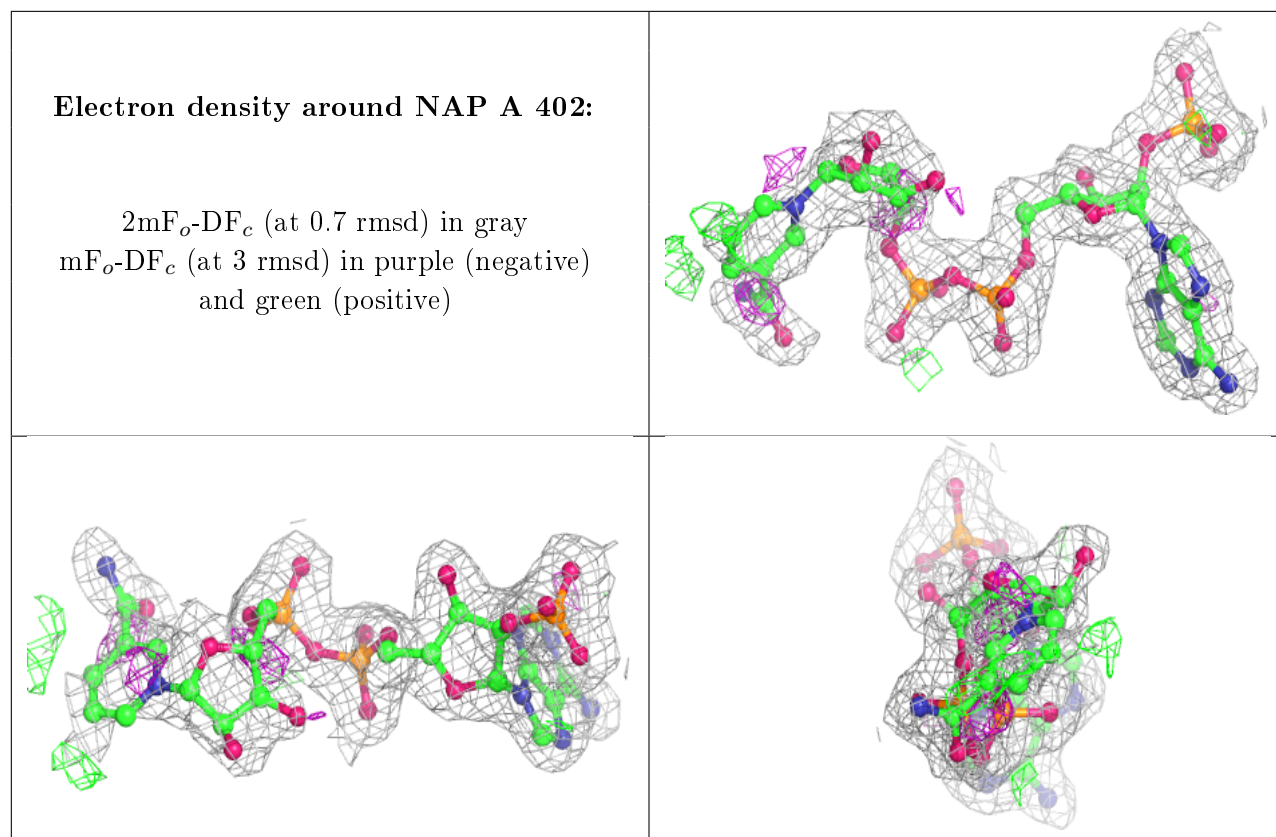 Electron density around NAP A 402:
2mFo-DFc (at 0.7 rmsd) in gray
mFo-DFc (at 3 rmsd) in purple (negative)
and green (positive)